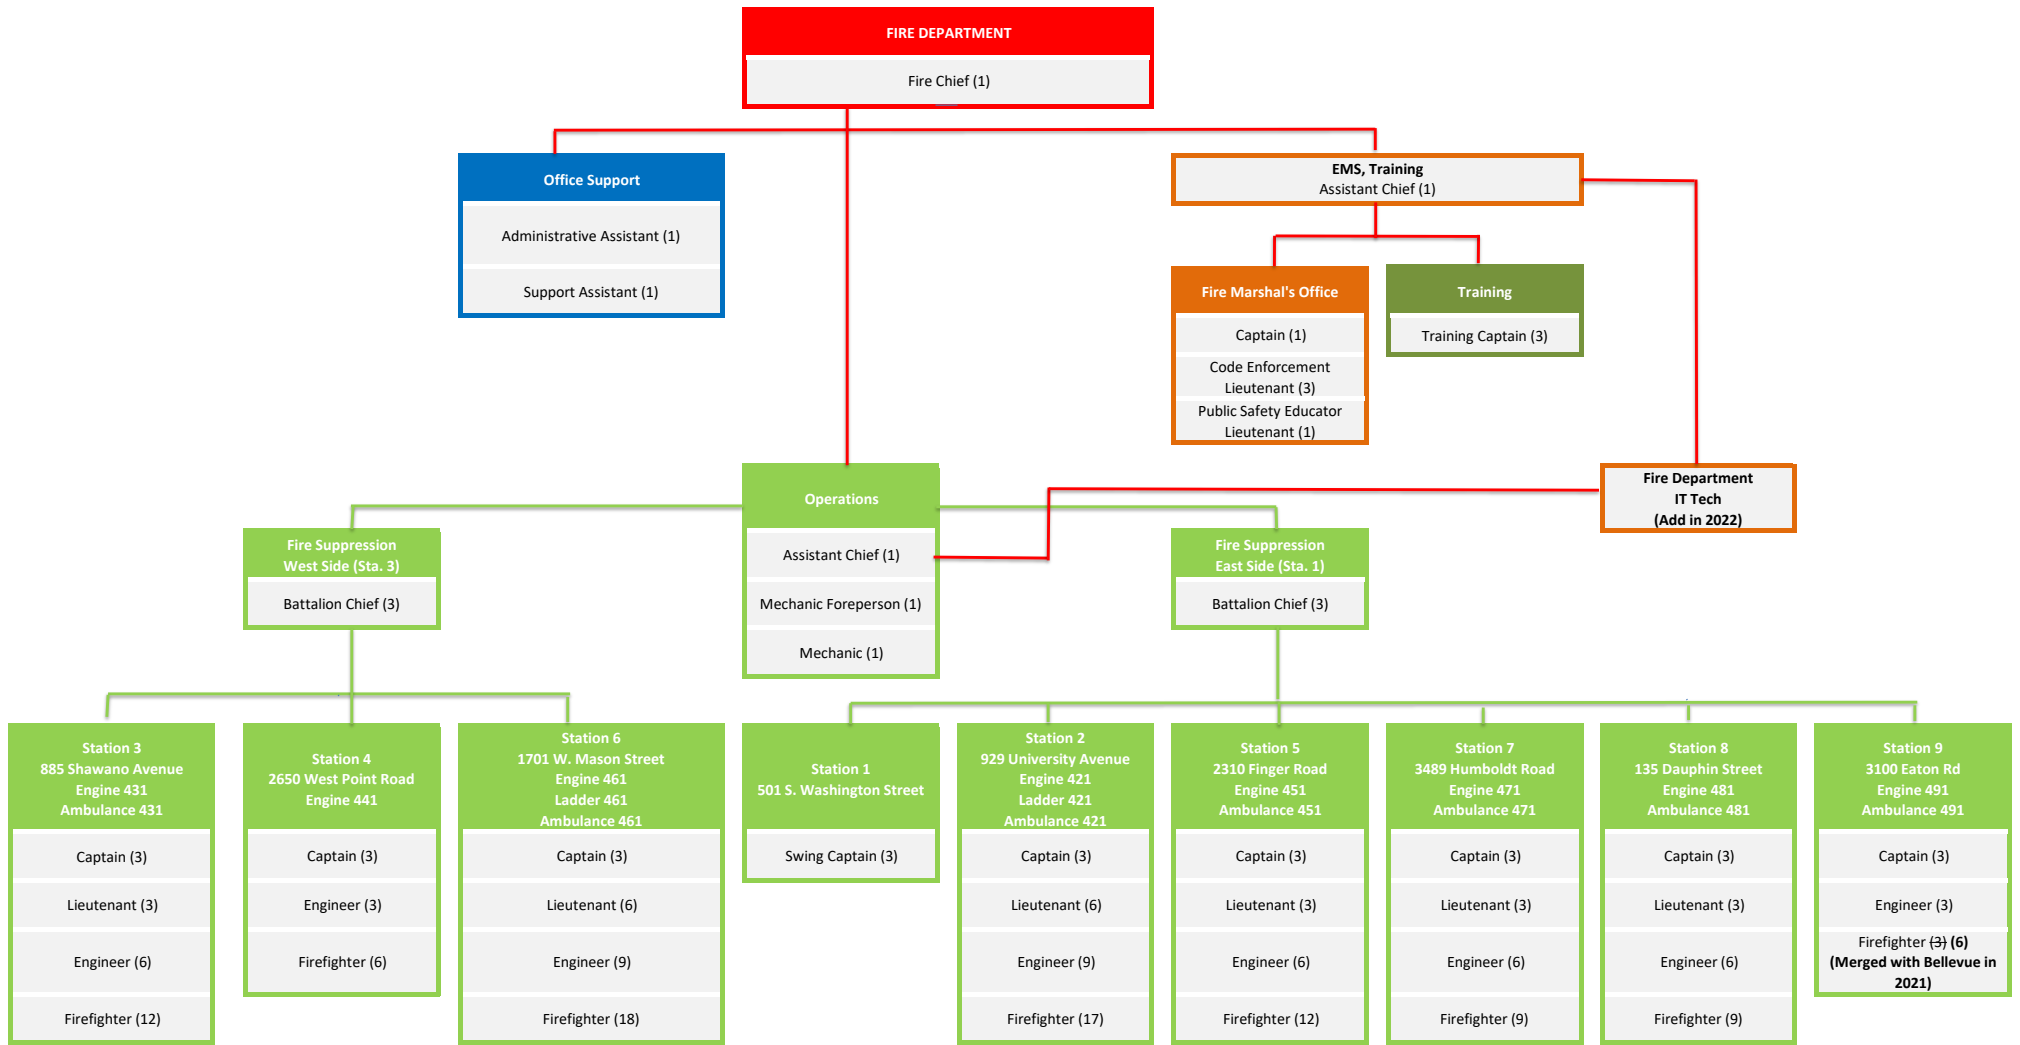 FIRE DEPARTMENT
Fire Chief (1)
Office Support
Administrative Assistant (1)
Support Assistant (1)
EMS, Training
Assistant Chief (1)
Fire Marshal's Office
Captain (1)
Code Enforcement
Lieutenant (3)
Public Safety Educator
Lieutenant (1)
Training
Training Captain (3)
Fire Department
IT Tech
(Add in 2022)
Operations
Assistant Chief (1)
Mechanic Foreperson (1)
Mechanic (1)
Fire Suppression
West Side (Sta. 3)
Battalion Chief (3)
Fire Suppression
East Side (Sta. 1)
Battalion Chief (3)
Station 3
885 Shawano Avenue
Engine 431
Ambulance 431
Captain (3)
Lieutenant (3)
Engineer (6)
Firefighter (12)
Station 4
2650 West Point Road
Engine 441
Captain (3)
Engineer (3)
Firefighter (6)
Station 6
1701 W. Mason Street
Engine 461
Ladder 461
Ambulance 461
Captain (3)
Lieutenant (6)
Engineer (9)
Firefighter (18)
Station 1
501 S. Washington Street
Swing Captain (3)
Station 2
929 University Avenue
Engine 421
Ladder 421
Ambulance 421
Captain (3)
Lieutenant (6)
Engineer (9)
Firefighter (17)
Station 5
2310 Finger Road
Engine 451
Ambulance 451
Captain (3)
Lieutenant (3)
Engineer (6)
Firefighter (12)
Station 7
3489 Humboldt Road
Engine 471
Ambulance 471
Captain (3)
Lieutenant (3)
Engineer (6)
Firefighter (9)
Station 8
135 Dauphin Street
Engine 481
Ambulance 481
Captain (3)
Lieutenant (3)
Engineer (6)
Firefighter (9)
Station 9
3100 Eaton Rd
Engine 491
Ambulance 491
Captain (3)
Engineer (3)
Firefighter (3) (6)
(Merged with Bellevue in
2021)